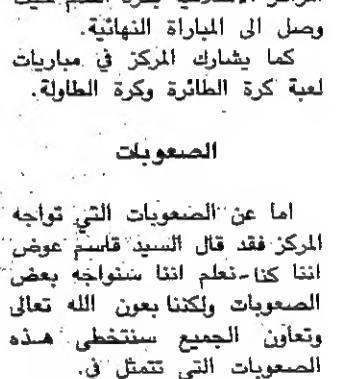 وصل الى المباراة النهائية.
كما يشارك المركز في مباريات
لعبة كرة الطائرة وكرة الطاولة.
الصعوبات
اما عن الصعوبات التي تواجه
المركز فقد قال السيد قاسم عوض
اننا كنا نعلم اننا سنواجه بعض
الصعوبات ولكننا بعون الله تعالى
وتعاون الجميع سنتخطى هذه
الصعوبات التي تتمثل في.